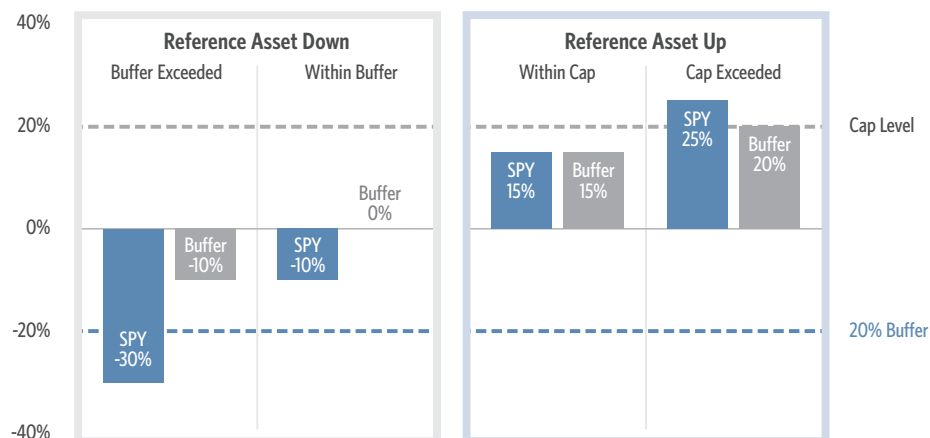 40%
20%
0%
-20%
-40%
Reference Asset Down
Buffer Exceeded
Within Buffer
SPY
-30%
Buffer
-10%
SPY
-10%
Buffer
0%
Reference Asset Up
Within Cap
Cap Exceeded
SPY
15%
Buffer
15%
SPY
25%
Buffer
20%
Cap Level
20% Buffer